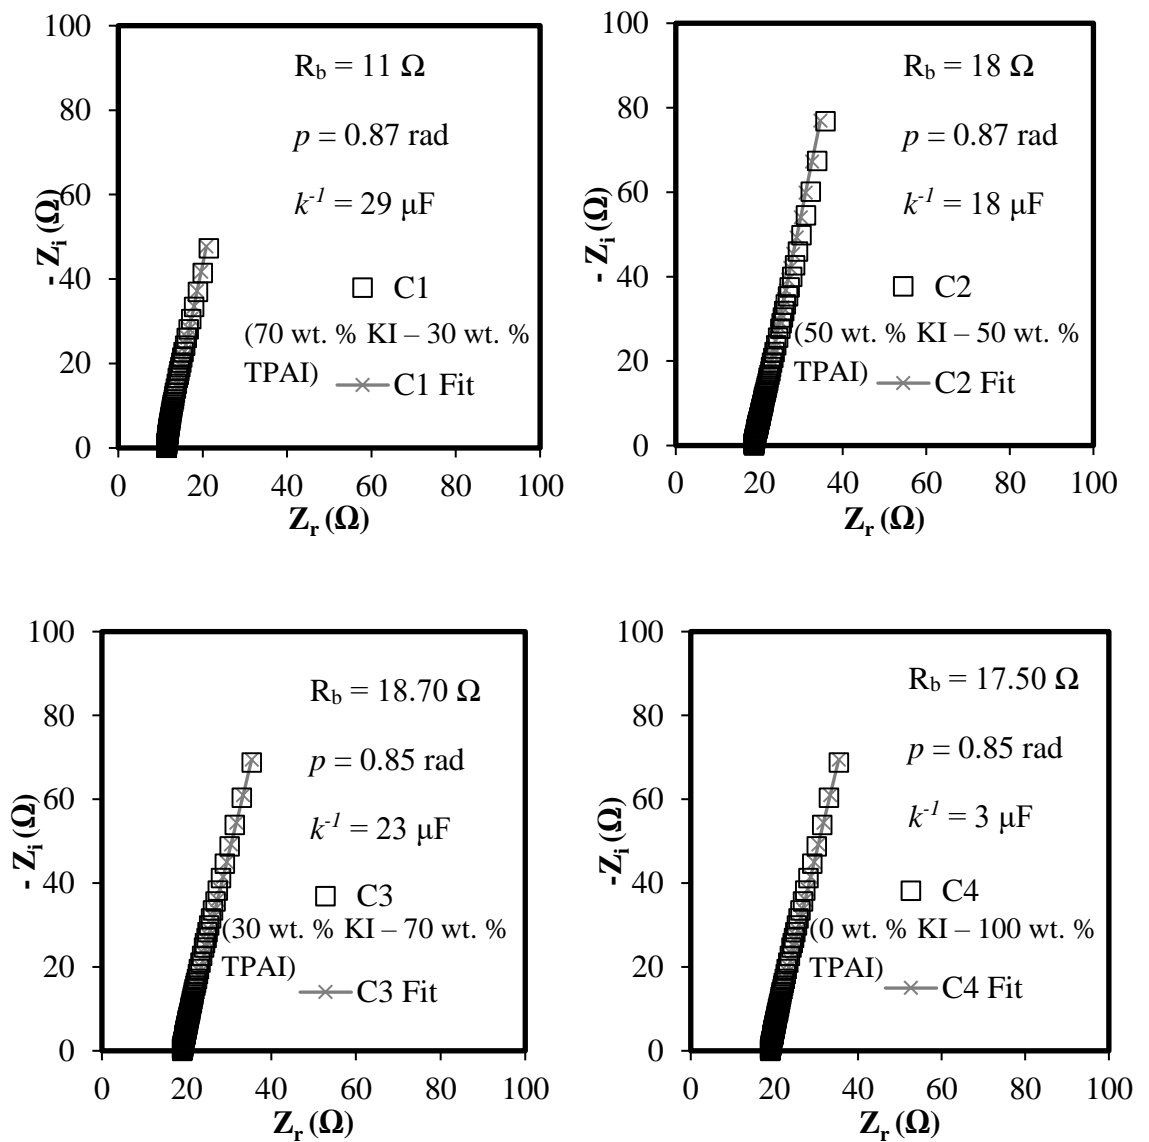 100
80
60
40
20
0
- Z_i (Ω)
R_b = 11 Ω
p = 0.87 rad
k^-1 = 29 μF
C1
(70 wt. % KI – 30 wt. %
TPAI)
C1 Fit
0 20 40 60 80 100
Z_r (Ω)
100
80
60
40
20
0
- Z_i (Ω)
R_b = 18 Ω
p = 0.87 rad
k^-1 = 18 μF
C2
(50 wt. % KI – 50 wt. %
TPAI)
C2 Fit
0 20 40 60 80 100
Z_r (Ω)
100
80
60
40
20
0
- Z_i (Ω)
R_b = 18.70 Ω
p = 0.85 rad
k^-1 = 23 μF
C3
(30 wt. % KI – 70 wt. %
TPAI)
C3 Fit
0 20 40 60 80 100
Z_r (Ω)
100
80
60
40
20
0
-Z_i (Ω)
R_b = 17.50 Ω
p = 0.85 rad
k^-1 = 3 μF
C4
(0 wt. % KI – 100 wt. %
TPAI)
C4 Fit
0 20 40 60 80 100
Z_r (Ω)